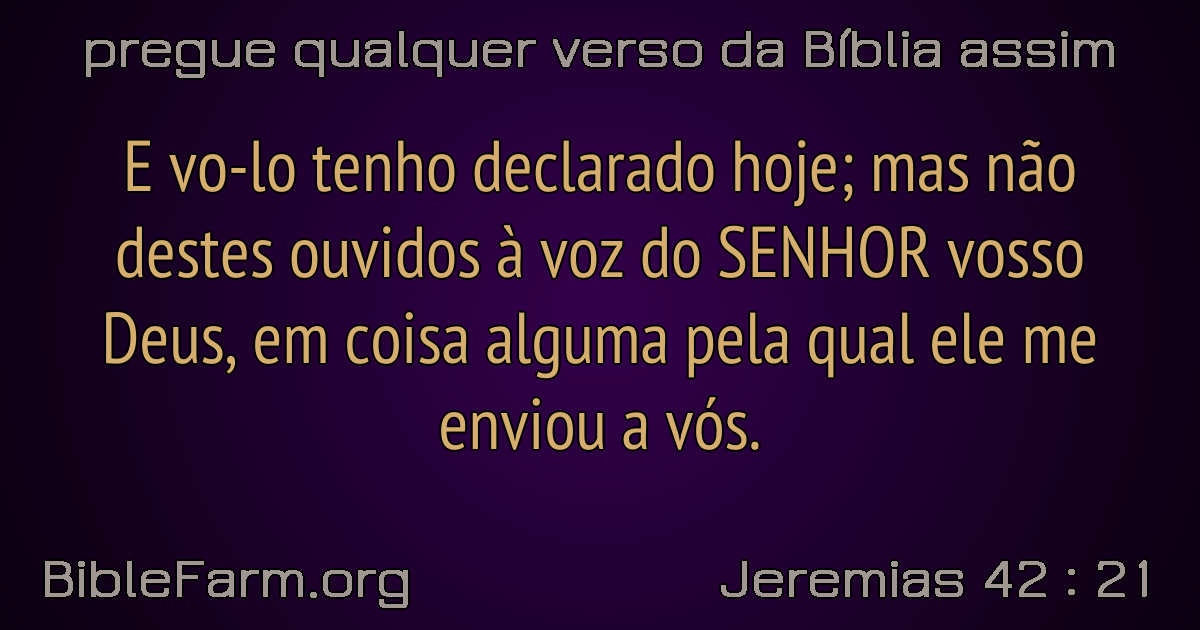 pregue qualquer verso da Bíblia assim
E vo-lo tenho declarado hoje; mas não
destes ouvidos à voz do SENHOR vosso
Deus, em coisa alguma pela qual ele me
enviou a vós.
BibleFarm.org
Jeremias 42 : 21